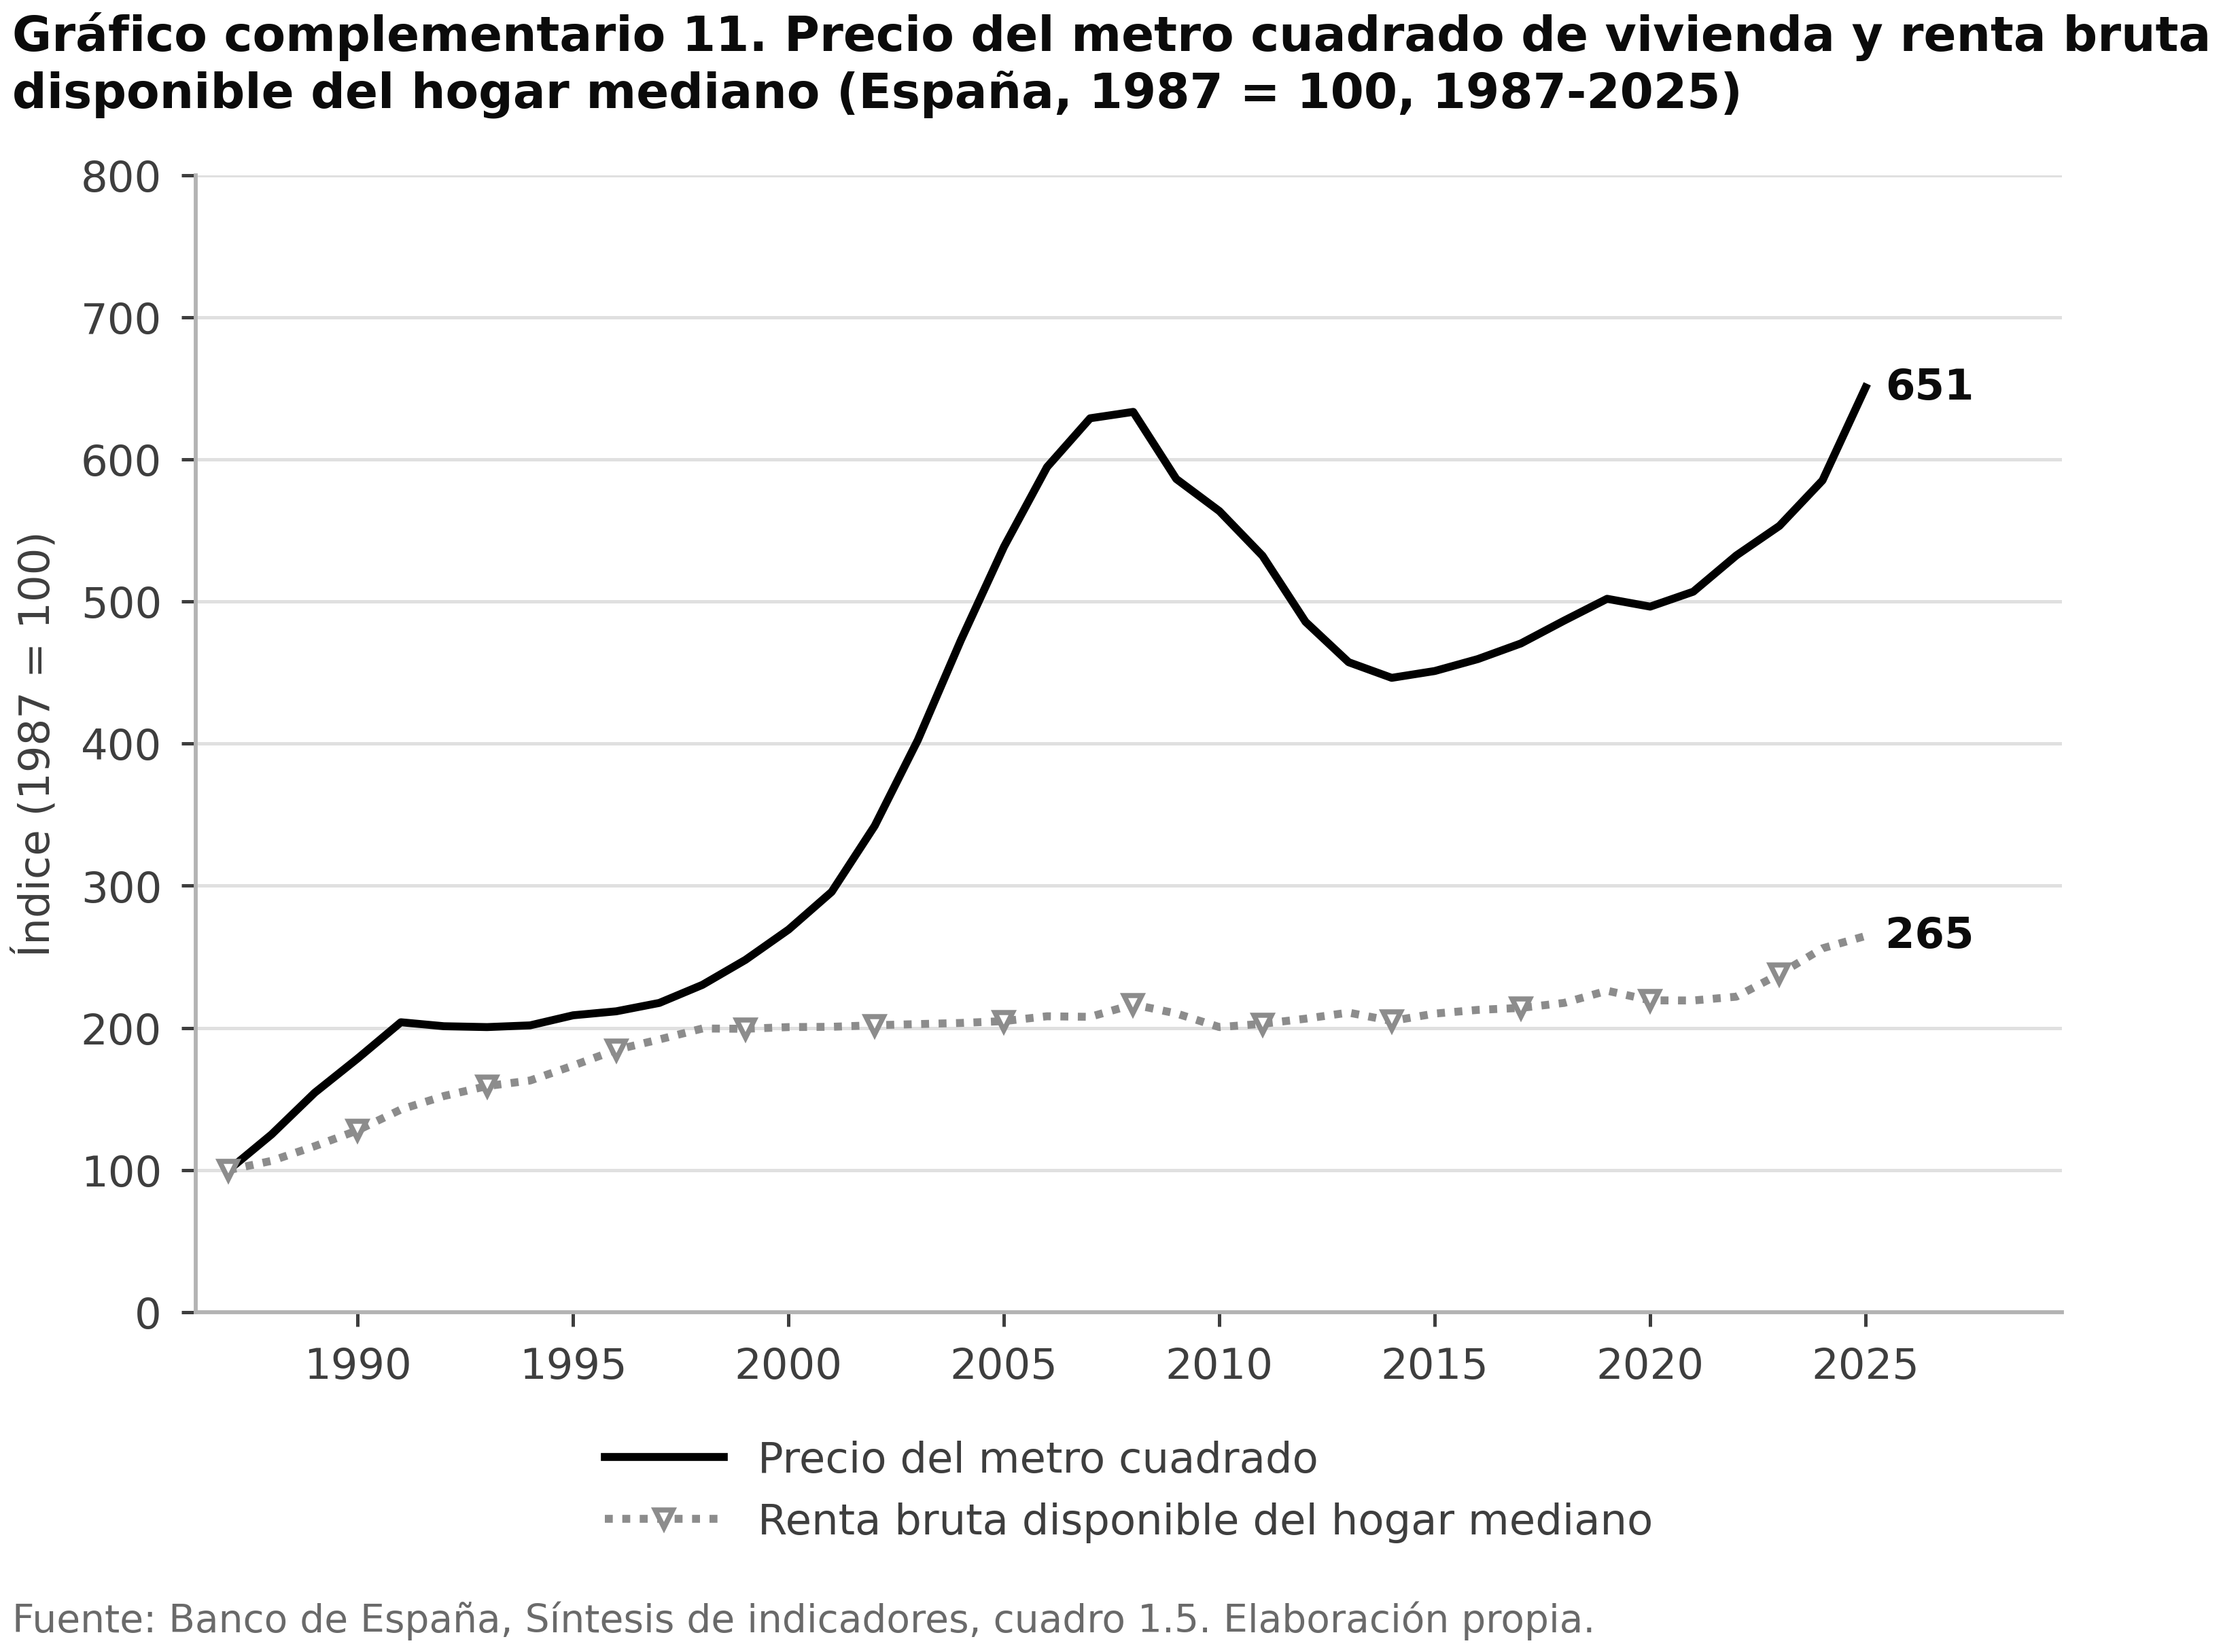 Gráfico complementario 11. Precio del metro cuadrado de vivienda y renta bruta
disponible del hogar mediano (España, 1987 = 100, 1987-2025)
Índice (1987 = 100)
800
700
600
500
400
300
200
100
0
651
265
1990 1995 2000 2005 2010 2015 2020 2025
Precio del metro cuadrado
Renta bruta disponible del hogar mediano
Fuente: Banco de España, Síntesis de indicadores, cuadro 1.5. Elaboración propia.